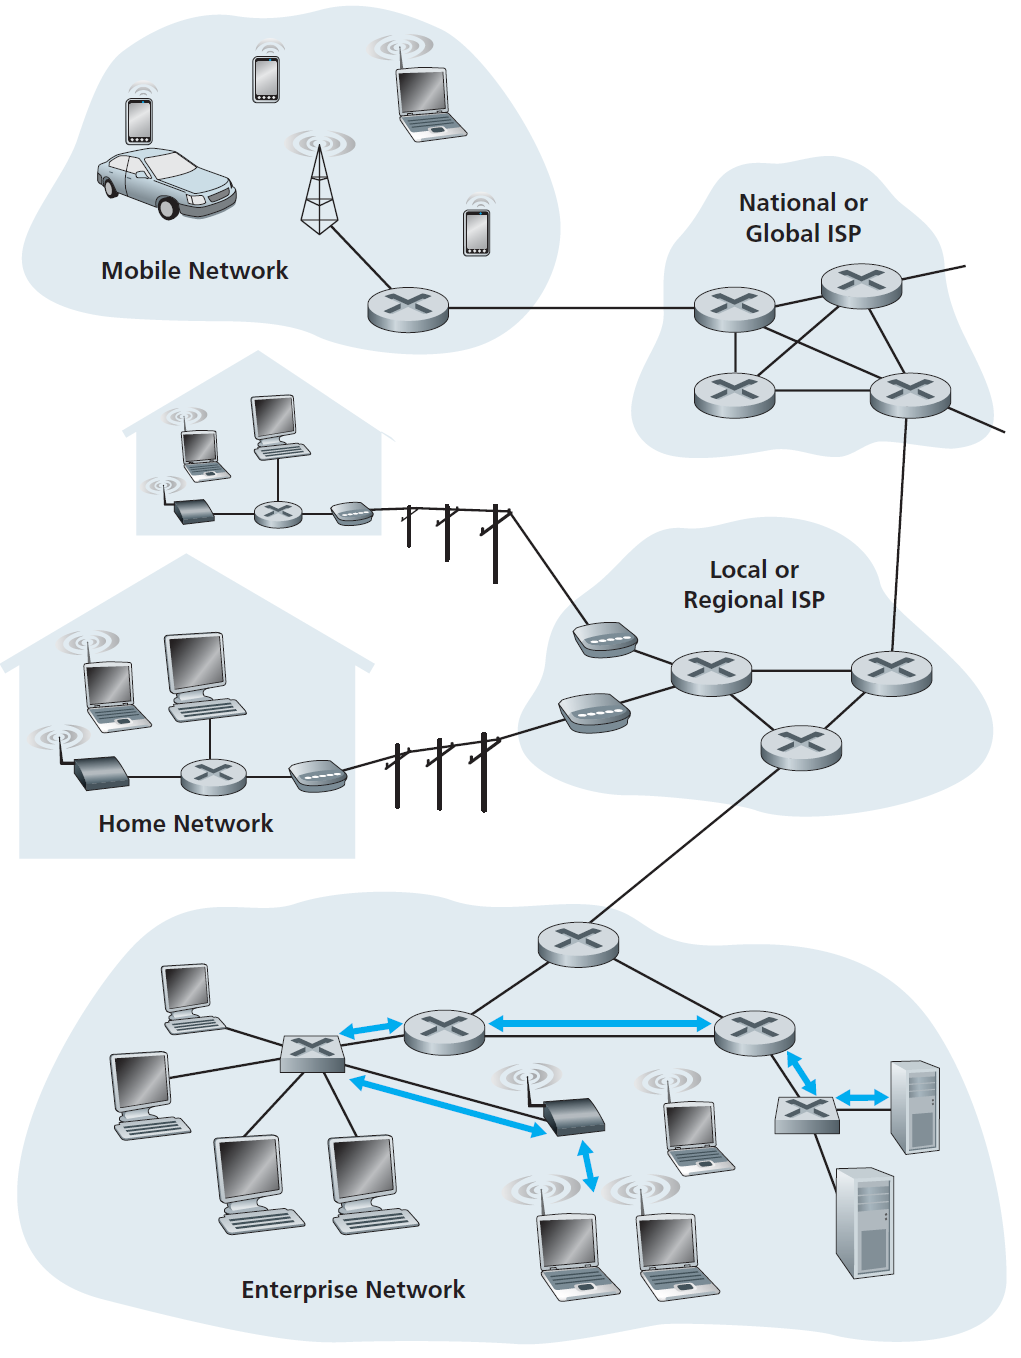 National or
Global ISP
Mobile Network
Local or
Regional ISP
Home Network
Enterprise Network